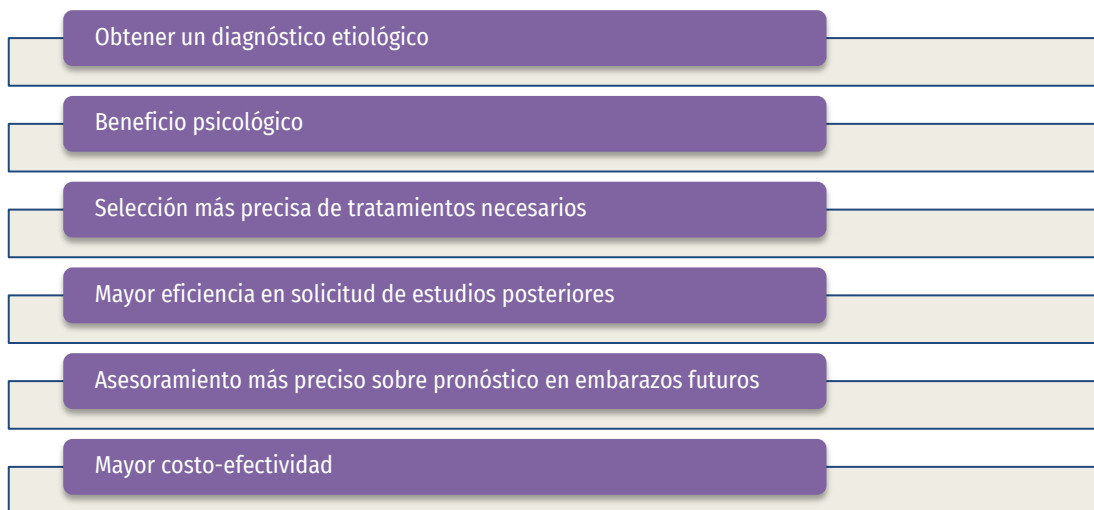 Obtener un diagnóstico etiológico
Beneficio psicológico
Selección más precisa de tratamientos necesarios
Mayor eficiencia en solicitud de estudios posteriores
Asesoramiento más preciso sobre pronóstico en embarazos futuros
Mayor costo-efectividad